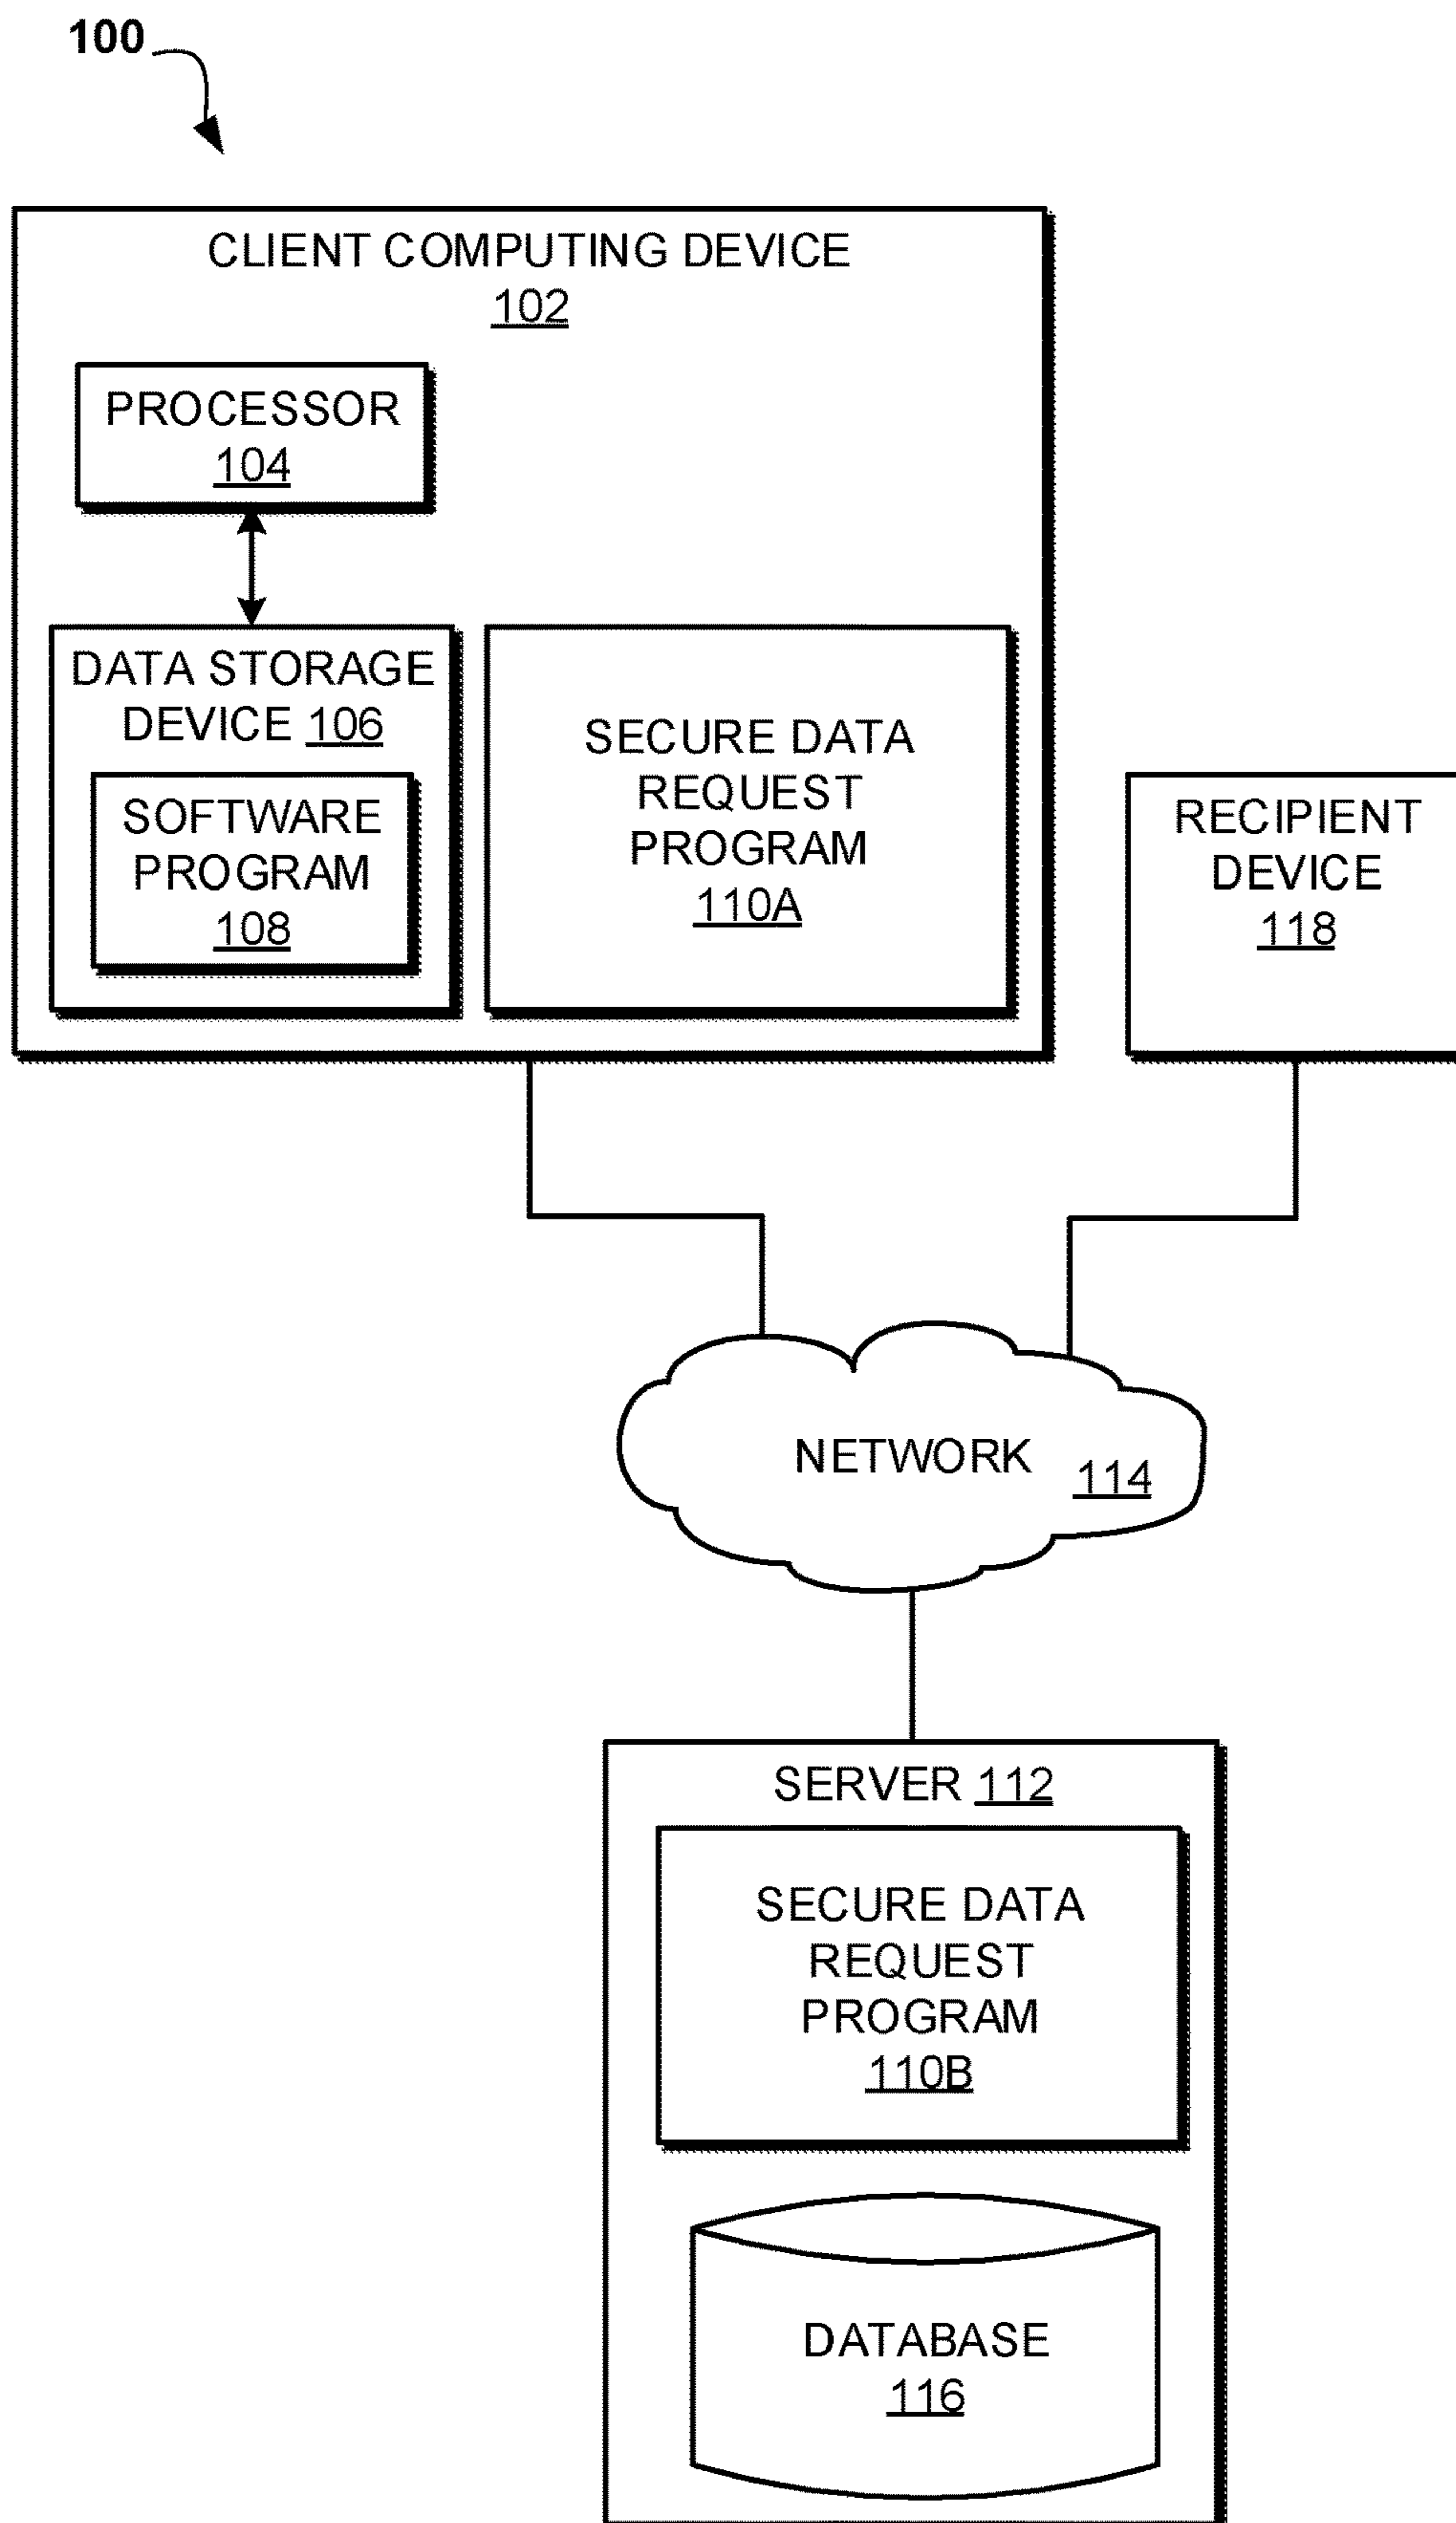 100
CLIENT COMPUTING DEVICE
102
PROCESSOR
104
DATA STORAGE
DEVICE 106
SOFTWARE
PROGRAM
108
SECURE DATA
REQUEST
PROGRAM
110A
RECIPIENT
DEVICE
118
NETWORK 114
SERVER 112
SECURE DATA
REQUEST
PROGRAM
110B
DATABASE
116